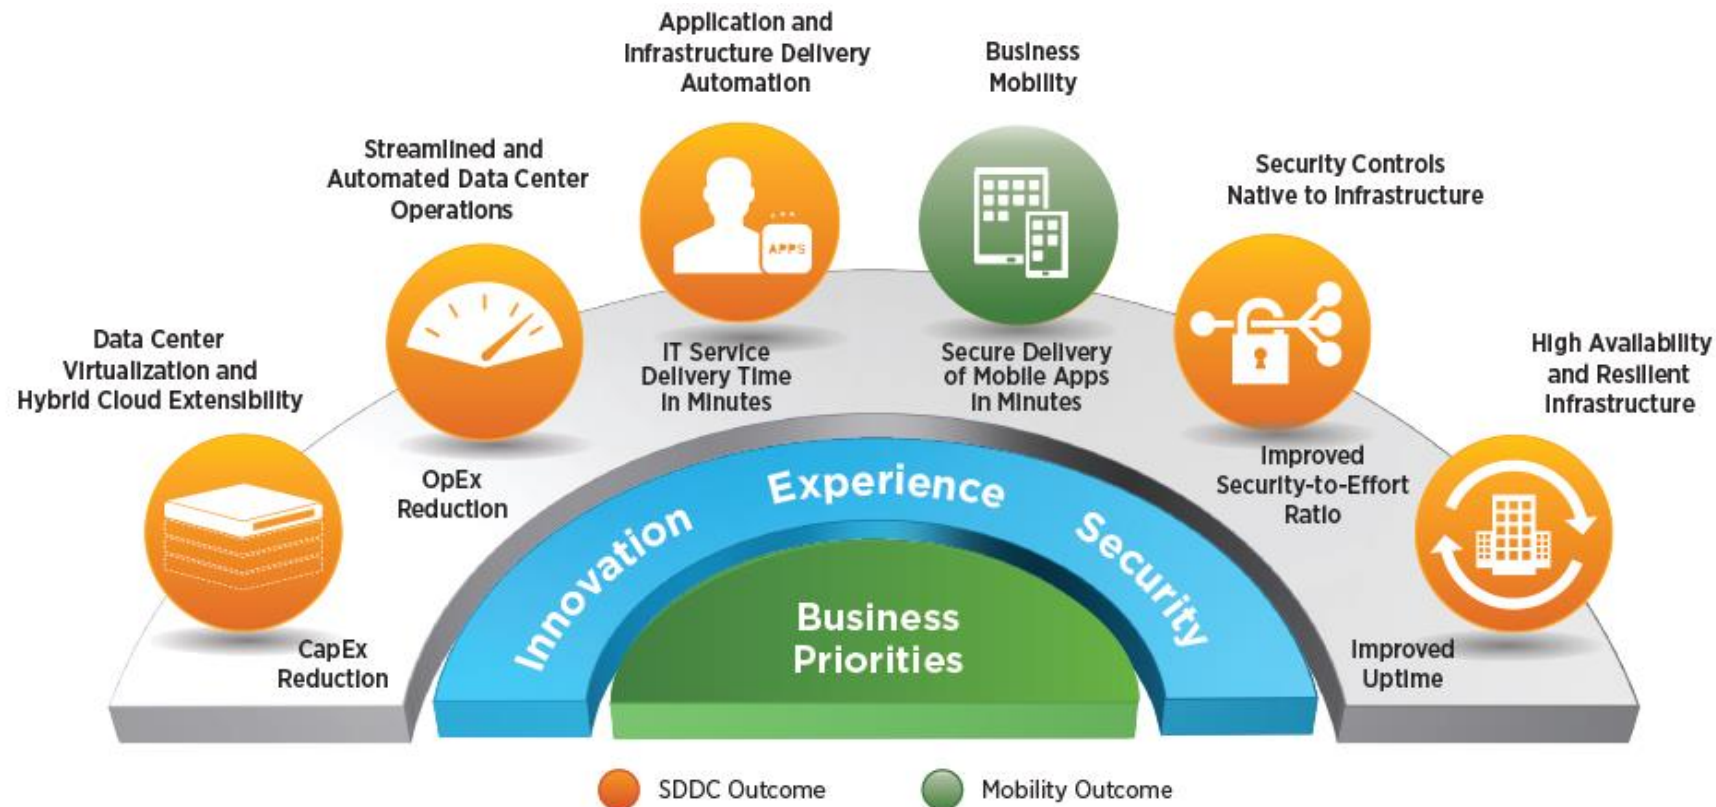 Application and
Infrastructure Delivery
Automation
Business
Mobility
Streamlined and
Automated Data Center
Operations
Security Controls
Native to Infrastructure
Data Center
Virtualization and
Hybrid Cloud Extensibility
High Availability
and Resilient
Infrastructure
APPS
IT Service
Delivery Time
in Minutes
Secure Delivery
of Mobile Apps
in Minutes
OpEx
Reduction
Improved
Security-to-Effort
Ratio
CapEx
Reduction
Improved
Uptime
Innovation
Experience
Security
Business
Priorities
SDDC Outcome
Mobility Outcome